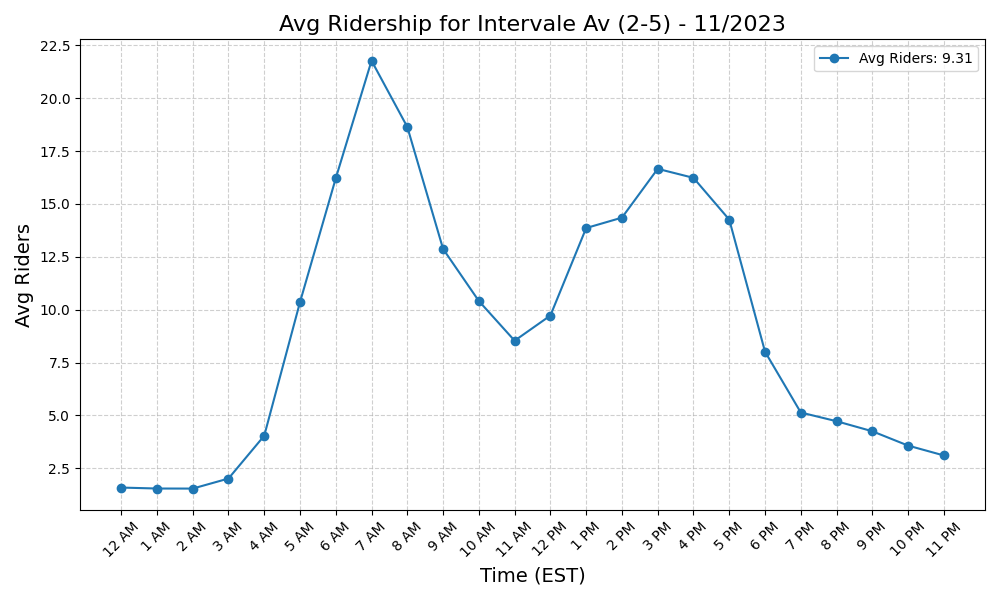 Avg Ridership for Intervale Av (2-5) - 11/2023
Avg Riders: 9.31
Avg Riders
22.5
20.0
17.5
15.0
12.5
10.0
7.5
5.0
2.5
12 AM
1 AM
2 AM
3 AM
4 AM
5 AM
6 AM
7 AM
8 AM
9 AM
10 AM
11 AM
12 PM
1 PM
2 PM
3 PM
4 PM
5 PM
6 PM
7 PM
8 PM
9 PM
10 PM
11 PM
Time (EST)